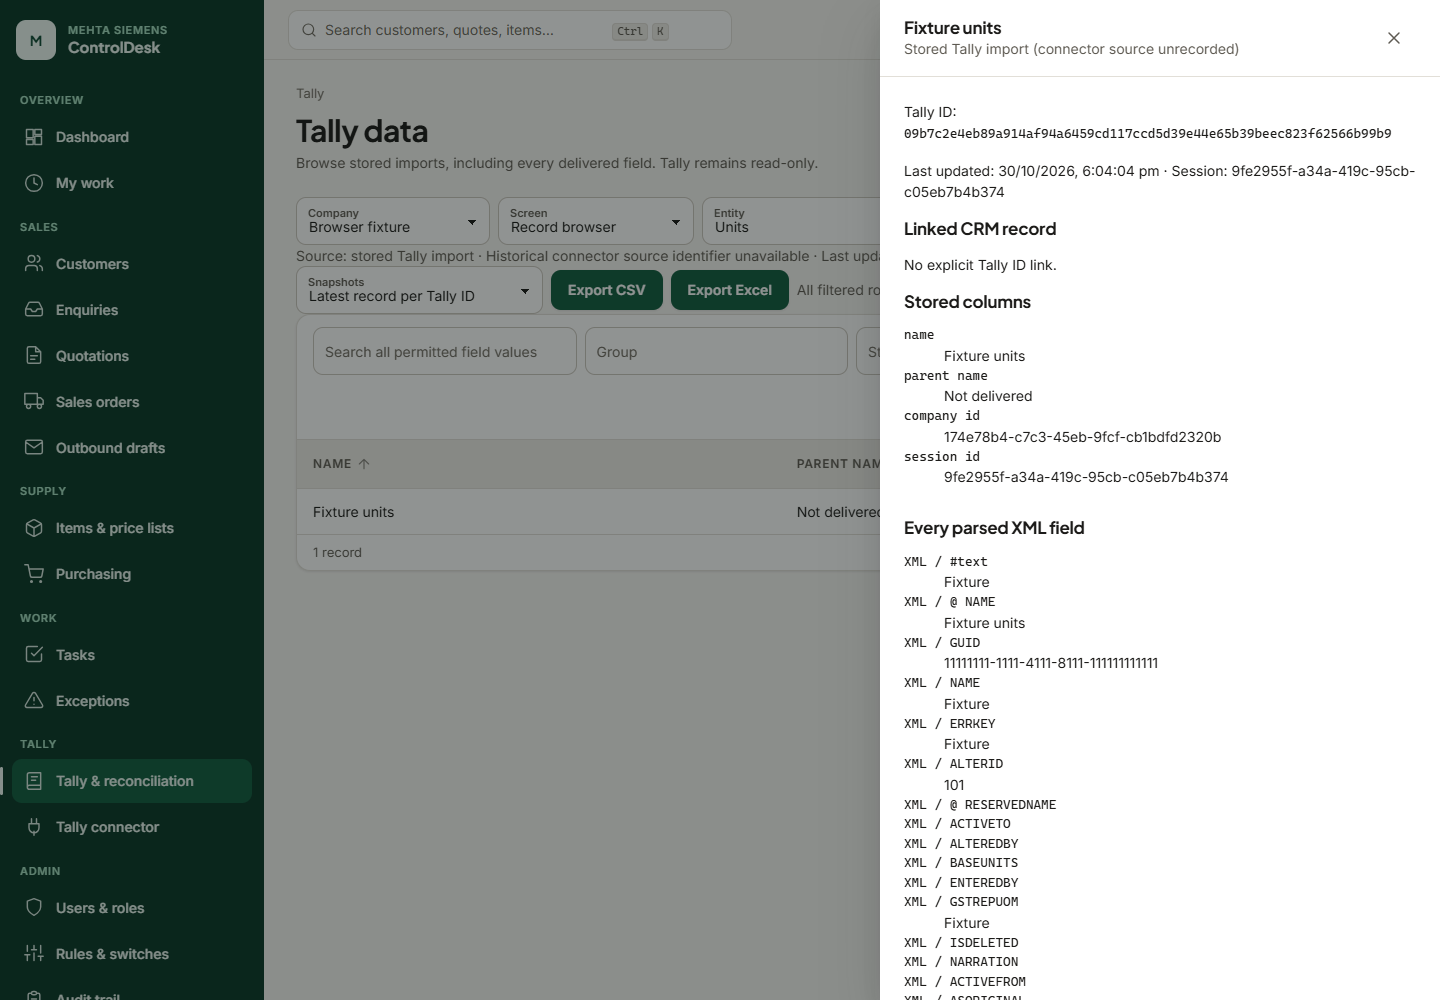 M
MEHTA SIEMENS
ControlDesk
OVERVIEW
Dashboard
My work
SALES
Customers
Enquiries
Quotations
Sales orders
Outbound drafts
SUPPLY
Items & price lists
Purchasing
WORK
Tasks
Exceptions
TALLY
Tally & reconciliation
Tally connector
ADMIN
Users & roles
Rules & switches
Audit trail
Search customers, quotes, items... Ctrl K
Tally
Tally data
Browse stored imports, including every delivered field. Tally remains read-only.
Company
Browser fixture
Screen
Record browser
Entity
Units
Source: stored Tally import · Historical connector source identifier unavailable · Last upda
Snapshots
Latest record per Tally ID
Export CSV
Export Excel
All filtered ro
Search all permitted field values
Group
St
NAME PARENT NAM
Fixture units Not delivered
1 record
Fixture units
Stored Tally import (connector source unrecorded)
Tally ID:
09b7c2e4eb89a914af94a6459cd117ccd5d39e44e65b39beec823f62566b99b9
Last updated: 30/10/2026, 6:04:04 pm · Session: 9fe2955f-a34a-419c-95cb-
c05eb7b4b374
Linked CRM record
No explicit Tally ID link.
Stored columns
name
Fixture units
parent name
Not delivered
company id
174e78b4-c7c3-45eb-9fcf-cb1bdfd2320b
session id
9fe2955f-a34a-419c-95cb-c05eb7b4b374
Every parsed XML field
XML / #text
Fixture
XML / @ NAME
Fixture units
XML / GUID
11111111-1111-4111-8111-111111111111
XML / NAME
Fixture
XML / ERRKEY
Fixture
XML / ALTERID
101
XML / @ RESERVEDNAME
XML / ACTIVETO
XML / ALTEREDBY
XML / BASEUNITS
XML / ENTEREDBY
XML / GSTREPUOM
Fixture
XML / ISDELETED
XML / NARRATION
XML / ACTIVEFROM
XML / ASORIGINAL